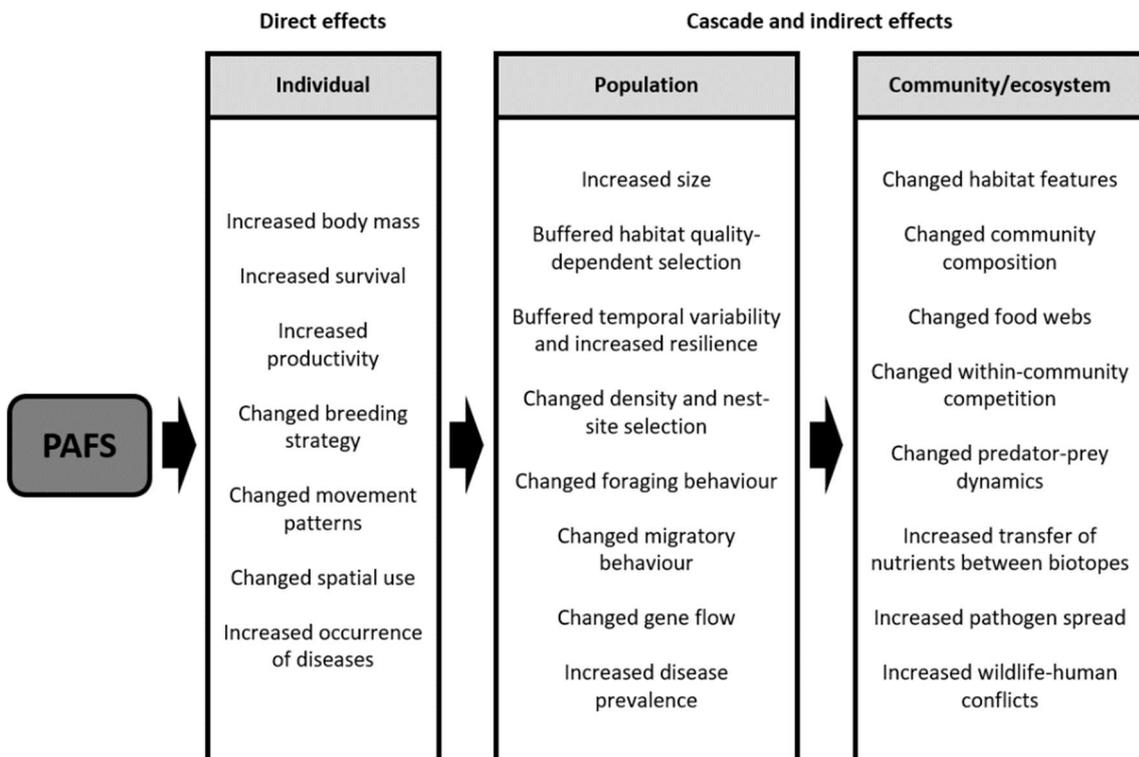 Direct effects
Cascade and indirect effects
Individual
Population
Community/ecosystem
PAFS
Increased body mass
Increased survival
Increased
productivity
Changed breeding
strategy
Changed movement
patterns
Changed spatial use
Increased occurrence
of diseases
Increased size
Buffered habitat quality-
dependent selection
Buffered temporal variability
and increased resilience
Changed density and nest-
site selection
Changed foraging behaviour
Changed migratory
behaviour
Changed gene flow
Increased disease
prevalence
Changed habitat features
Changed community
composition
Changed food webs
Changed within-community
competition
Changed predator-prey
dynamics
Increased transfer of
nutrients between biotopes
Increased pathogen spread
Increased wildlife-human
conflicts